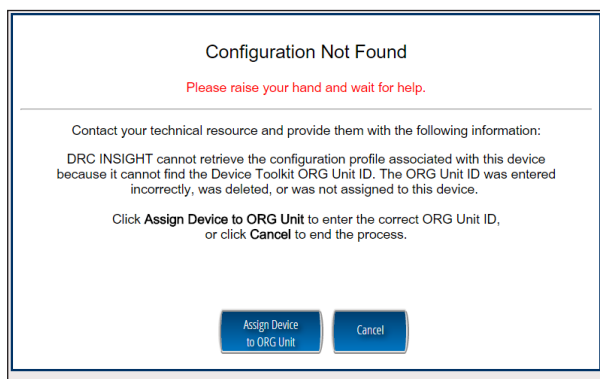 Configuration Not Found
Please raise your hand and wait for help.
Contact your technical resource and provide them with the following information:
DRC INSIGHT cannot retrieve the configuration profile associated with this device
because it cannot find the Device Toolkit ORG Unit ID. The ORG Unit ID was entered
incorrectly, was deleted, or was not assigned to this device.
Click Assign Device to ORG Unit to enter the correct ORG Unit ID,
or click Cancel to end the process.
Assign Device
to ORG Unit
Cancel